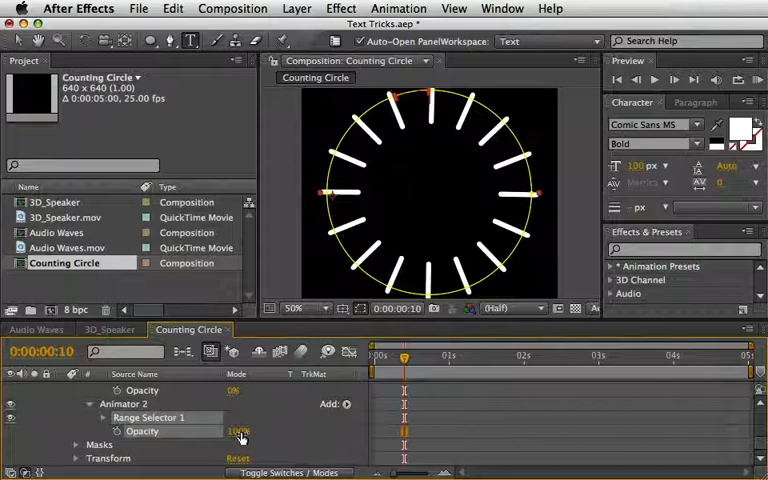 After Effects File Edit Composition Layer Effect Animation View Window Help
Text Tricks.aep *
T Auto-Open Panels Workspace: Text Search Help
Project
Counting Circle
640 x 640 (1.00)
Δ 0:00:05:00, 25.00 fps
Name Type
3D_Speaker Composition
3D_Speaker.mov QuickTime Movie
Audio Waves Composition
Audio Waves.mov QuickTime Movie
Counting Circle Composition
8 bpc
Composition: Counting Circle
Counting Circle
50% 0:00:00:10 (Half)
Preview
Character Paragraph
Comic Sans MS
Bold
100 px Auto
Metrics 0
- px
Effects & Presets
* Animation Presets
3D Channel
Audio
Audio Waves 3D_Speaker Counting Circle
0:00:00:10
# Source Name Mode T TrkMat
:00s 01s 02s 03s 04s 05s
Opacity 0%
Animator 2 Add:
Range Selector 1
Opacity 100%
Masks
Transform Reset
Toggle Switches / Modes